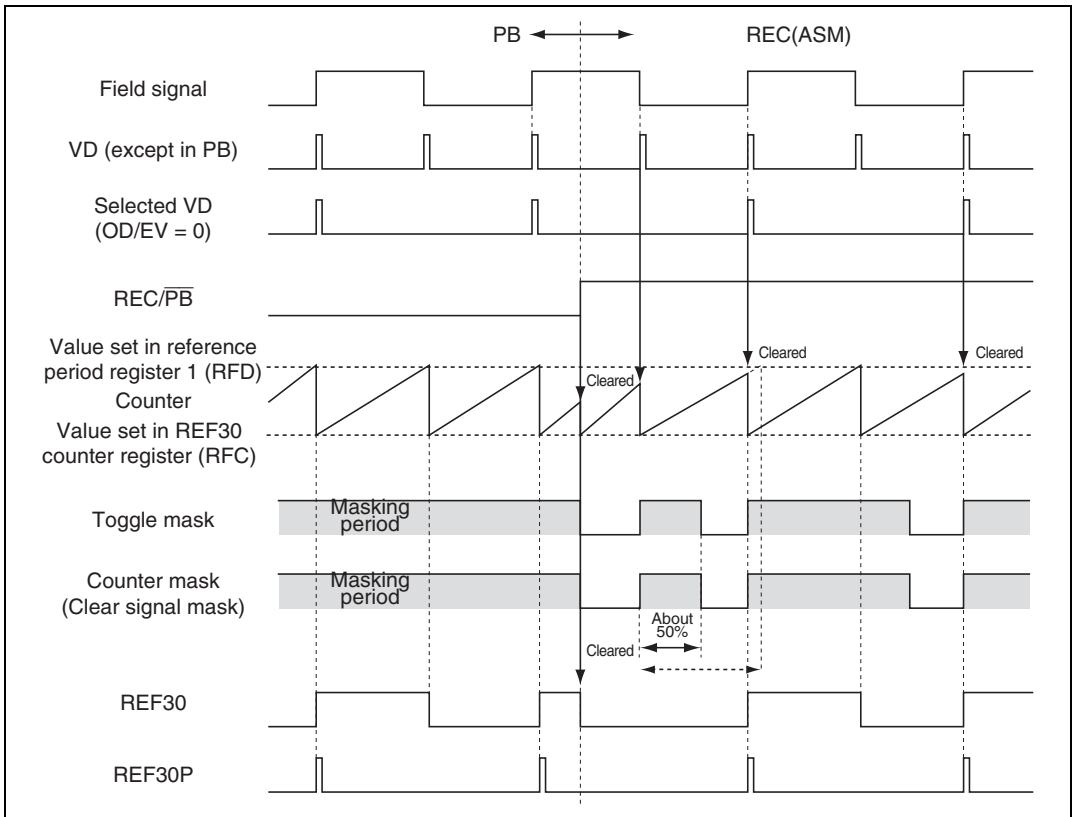 PB
REC(ASM)
Field signal
VD (except in PB)
Selected VD
(OD/EV = 0)
REC/P̅B̅
Value set in reference
period register 1 (RFD)
Cleared
Cleared
Cleared
Counter
Value set in REF30
counter register (RFC)
Toggle mask
Masking
period
Counter mask
(Clear signal mask)
Masking
period
About
50%
Cleared
REF30
REF30P